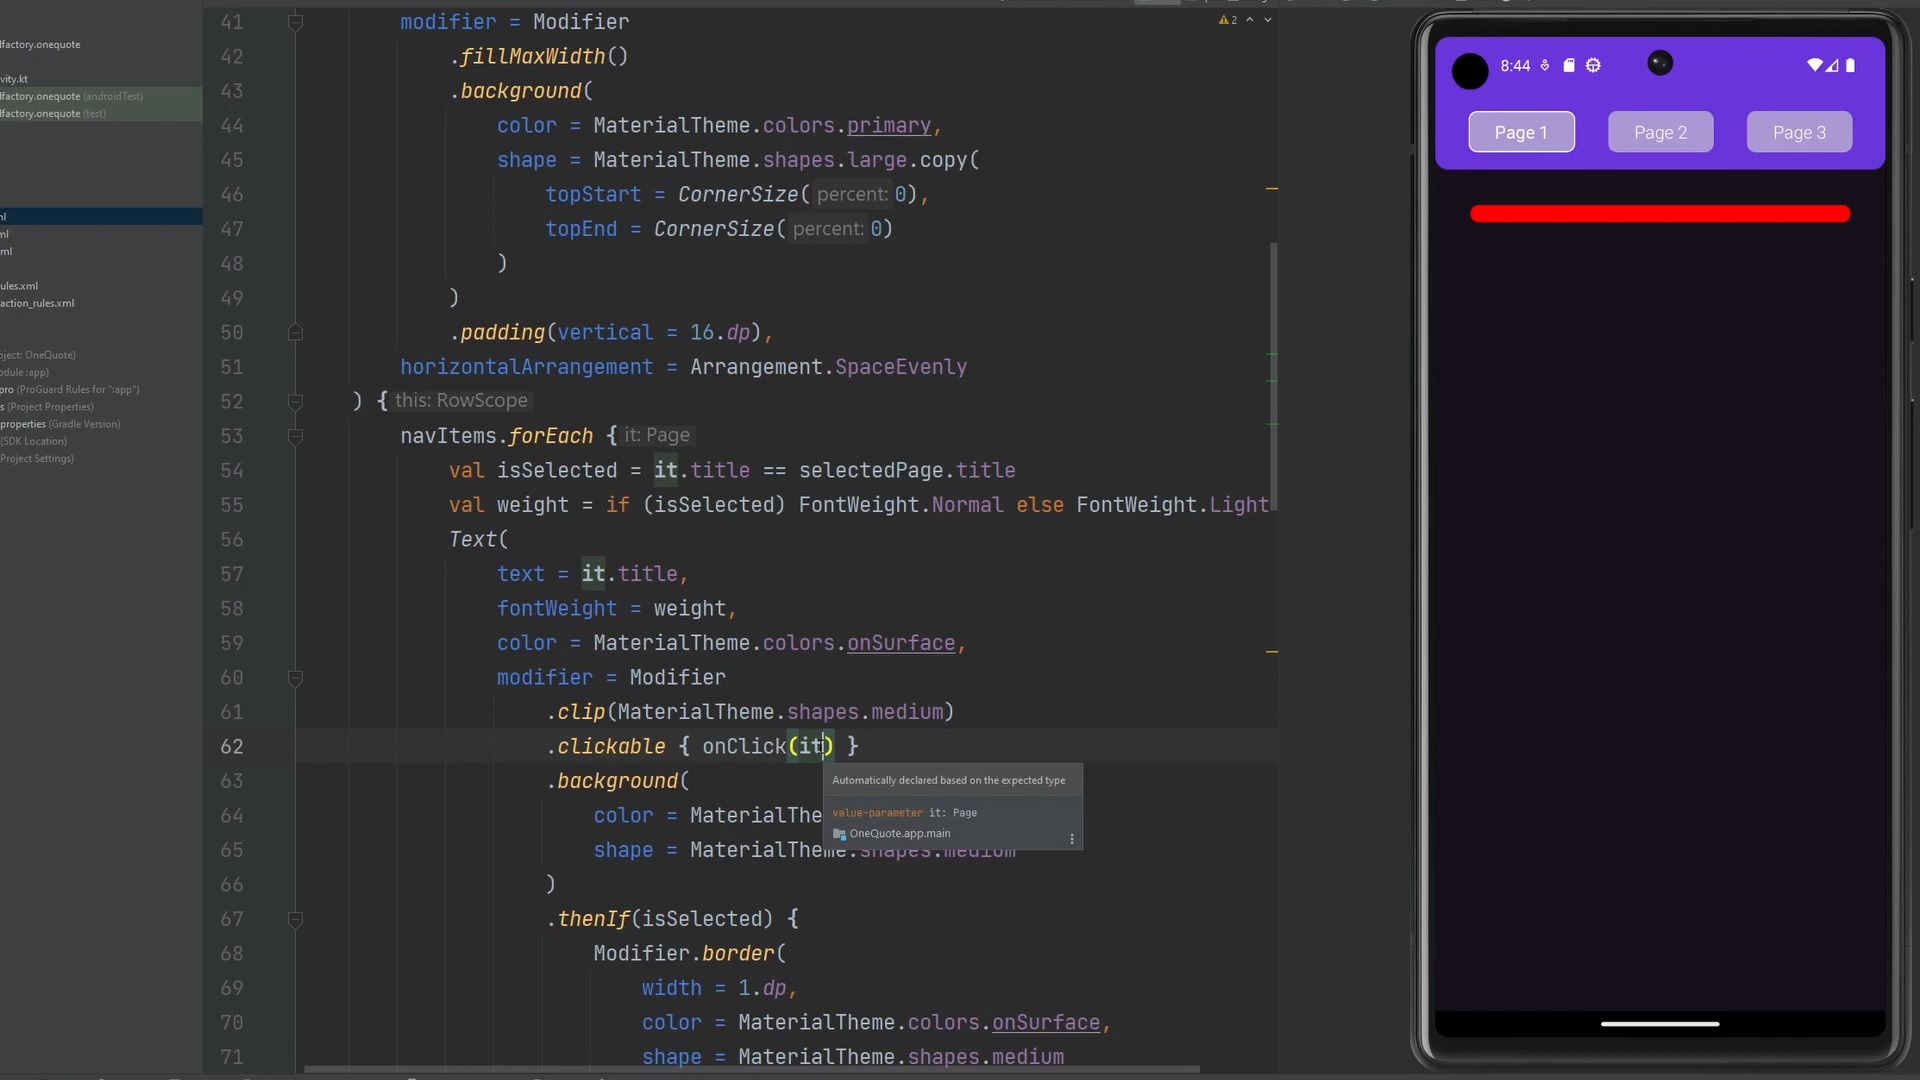 lfactory.onequote
vity.kt
lfactory.onequote (androidTest)
lfactory.onequote (test)
ml
ml
ml
ules.xml
action_rules.xml
oject: OneQuote)
odule :app)
pro (ProGuard Rules for ":app")
s (Project Properties)
properties (Gradle Version)
(SDK Location)
Project Settings)
2
41 modifier = Modifier
42 .fillMaxWidth()
43 .background(
44 color = MaterialTheme.colors.primary,
45 shape = MaterialTheme.shapes.large.copy(
46 topStart = CornerSize( percent: 0),
47 topEnd = CornerSize( percent: 0)
48 )
49 )
50 .padding(vertical = 16.dp),
51 horizontalArrangement = Arrangement.SpaceEvenly
52 ) { this: RowScope
53 navItems.forEach { it: Page
54 val isSelected = it.title == selectedPage.title
55 val weight = if (isSelected) FontWeight.Normal else FontWeight.Light
56 Text(
57 text = it.title,
58 fontWeight = weight,
59 color = MaterialTheme.colors.onSurface,
60 modifier = Modifier
61 .clip(MaterialTheme.shapes.medium)
62 .clickable { onClick(it) }
63 .background(
64 color = MaterialThe
65 shape = MaterialTheme.shapes.medium
66 )
67 .thenIf(isSelected) {
68 Modifier.border(
69 width = 1.dp,
70 color = MaterialTheme.colors.onSurface,
71 shape = MaterialTheme.shapes.medium
Automatically declared based on the expected type
value-parameter it: Page
OneQuote.app.main
8:44
Page 1
Page 2
Page 3